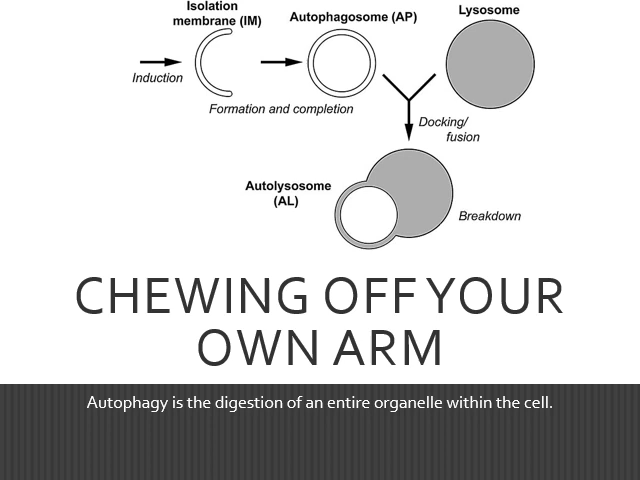 Isolation
membrane (IM)
Autophagosome (AP)
Lysosome
Induction
Formation and completion
Docking/
fusion
Autolysosome
(AL)
Breakdown
CHEWING OFF YOUR
OWN ARM
Autophagy is the digestion of an entire organelle within the cell.